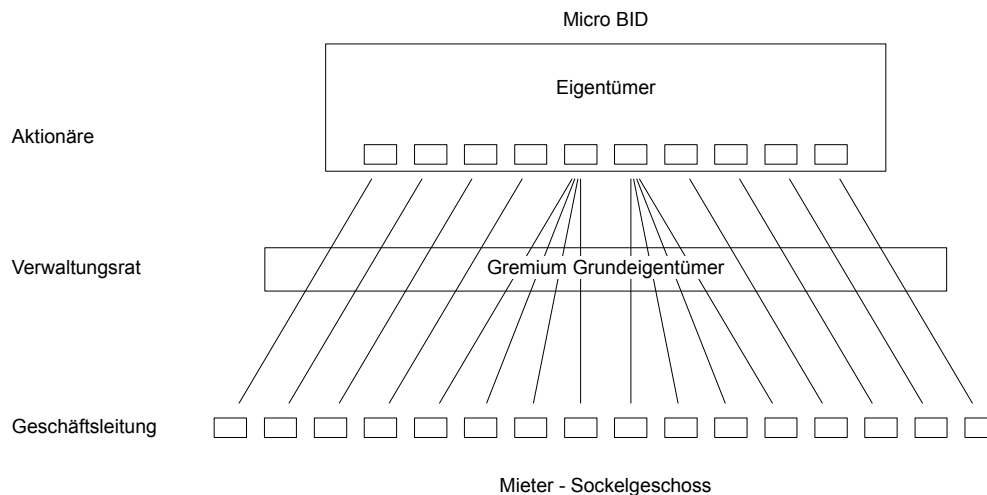 Micro BID
Eigentümer
Aktionäre
Verwaltungsrat
Gremium Grundeigentümer
Geschäftsleitung
Mieter - Sockelgeschoss